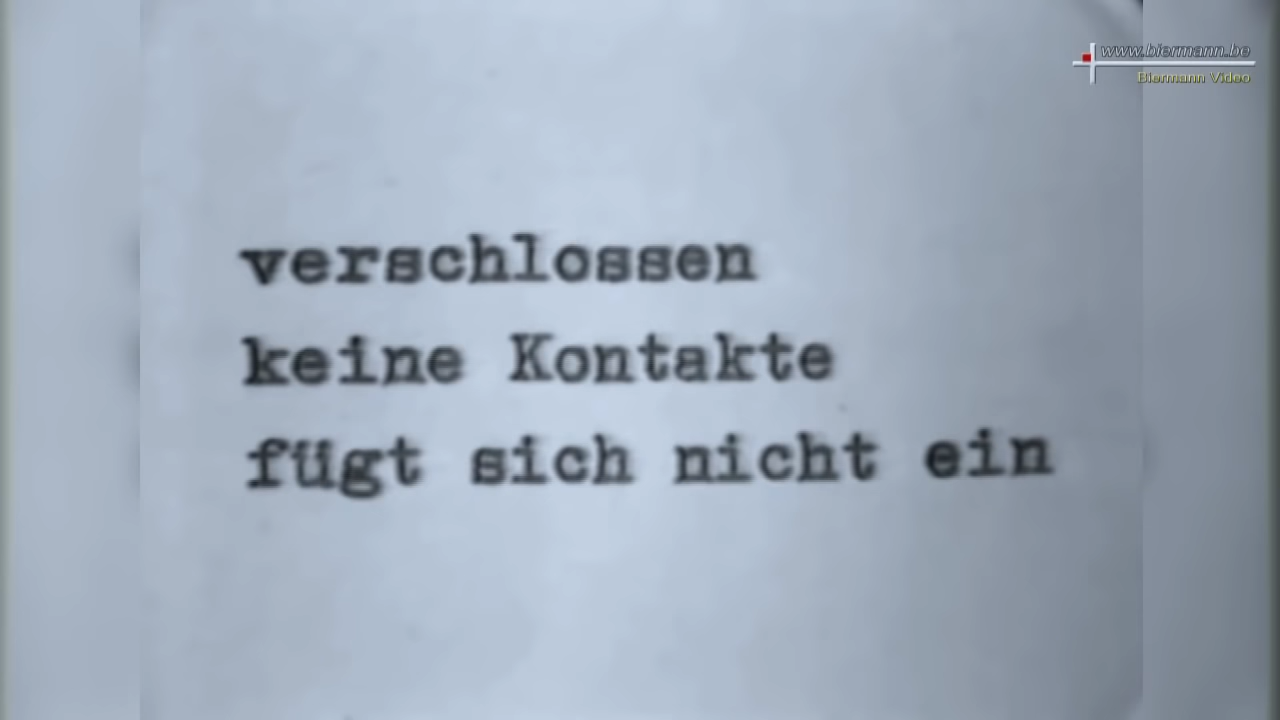 www.biermann.be
Biermann Video
verschlossen
keine Kontakte
fügt sich nicht ein